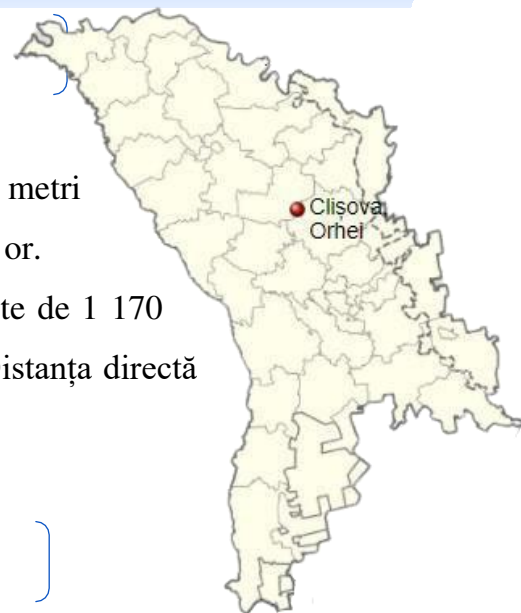 metri
Clișova,
Orhei
or.
te de 1 170
istanța directă